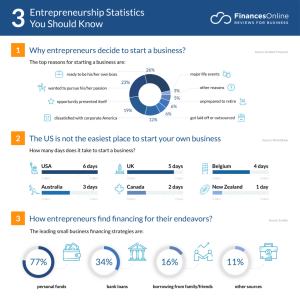 3 Entrepreneurship Statistics
You Should Know
FinancesOnline
REVIEWS FOR BUSINESS
1 Why entrepreneurs decide to start a business?
The top reasons for starting a business are:
ready to be his/her own boss
wanted to pursue his/her passion
opportunity presented itself
dissatisfied with corporate America
26%
23%
19%
12%
6%
6%
5%
3%
major life events
other reasons
unprepared to retire
got laid off or outsourced
2 The US is not the easiest place to start your own business
How many days does it take to start a business?
USA 6 days
UK 5 days
Belgium 4 days
Australia 3 days
Canada 2 days
New Zealand 1 day
3 How entrepreneurs find financing for their endeavors?
The leading small business financing strategies are:
77%
34%
16%
11%
personal funds
bank loans
borrowing from family/friends
other sources